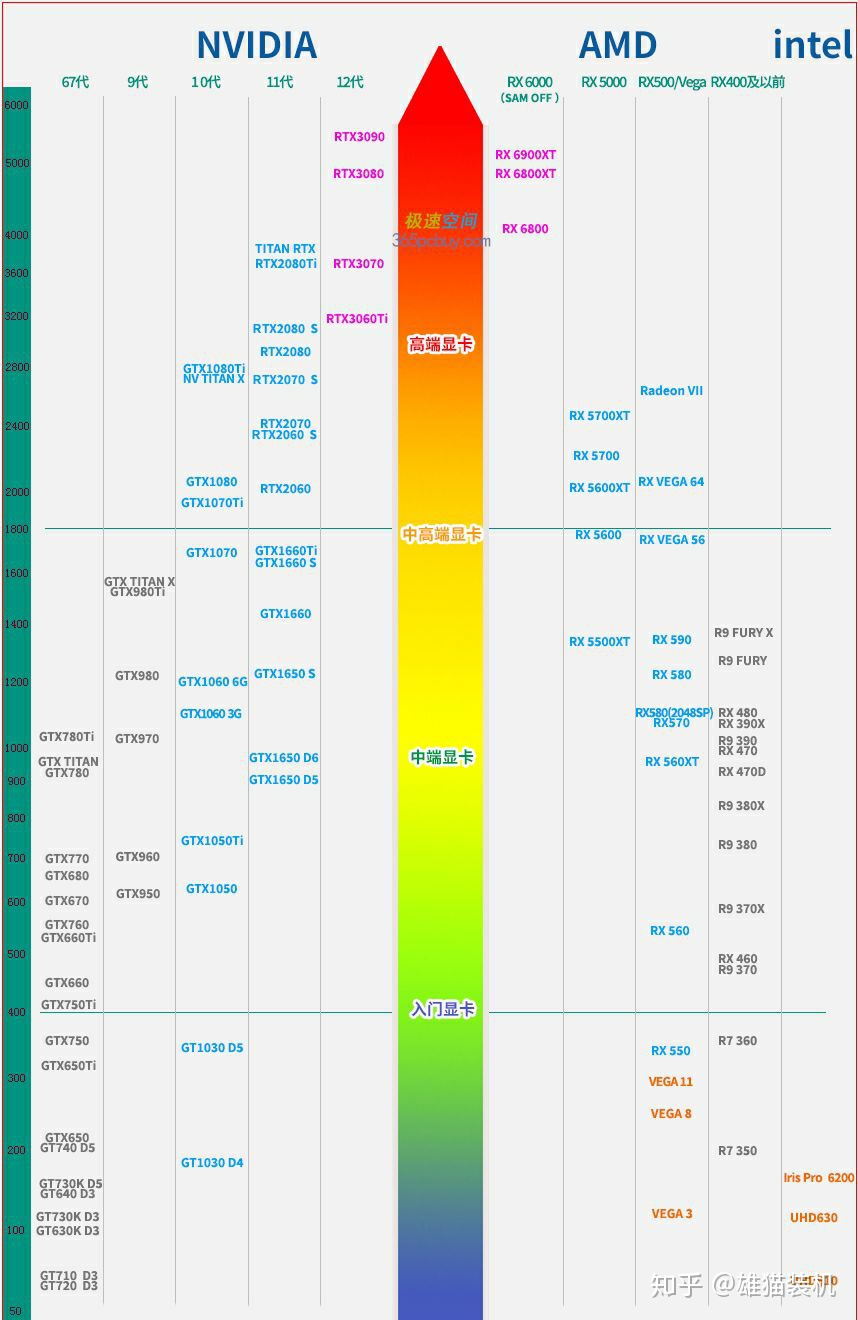 NVIDIA AMD intel
67代 9代 10代 11代 12代 RX 6000 RX 5000 RX500/Vega RX400及以前
(SAM OFF)
6000
RTX3090
RX 6900XT
5000
RTX3080 RX 6800XT
极速空间
RX 6800
4000
365pcbuy.com
TITAN RTX
RTX2080Ti RTX3070
3600
3200
RTX3060Ti
RTX2080 S
高端显卡
RTX2080
2800
GTX1080Ti
NV TITAN X RTX2070 S
Radeon VII
RX 5700XT
2400
RTX2070
RTX2060 S
RX 5700
GTX1080 RX VEGA 64
2000
RTX2060 RX 5600XT
GTX1070Ti
1800
中高端显卡
RX 5600
RX VEGA 56
GTX1070 GTX1660Ti
GTX1660 S
1600
GTX TITAN X
GTX980Ti
GTX1660
1400
R9 FURY X
RX 5500XT RX 590
R9 FURY
GTX980 GTX1650 S RX 580
1200
GTX1060 6G
GTX1060 3G RX580(2048SP) RX 480
RX570 RX 390X
GTX780Ti GTX970 R9 390
1000
RX 470
GTX TITAN GTX1650 D6 RX 560XT
GTX780 RX 470D
900
GTX1650 D5
中端显卡
R9 380X
800
GTX1050Ti R9 380
700
GTX770 GTX960
GTX680
GTX1050
GTX950
600
GTX670
R9 370X
GTX760 RX 560
GTX660Ti
500
RX 460
R9 370
GTX660
GTX750Ti
入门显卡
400
GTX750 GT1030 D5 RX 550 R7 360
GTX650Ti
300
VEGA 11
VEGA 8
GTX650
GT740 D5
200
R7 350
GT1030 D4
Iris Pro 6200
GT730K D5
GT640 D3
GT730K D3 VEGA 3 UHD630
100
GT630K D3
GT710 D3
GT720 D3
知乎 @雄猫装机
50